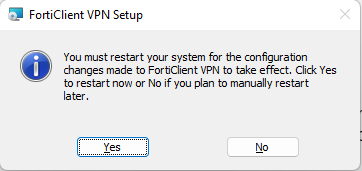 FortiClient VPN Setup
You must restart your system for the configuration
changes made to FortiClient VPN to take effect. Click Yes
to restart now or No if you plan to manually restart
later.
Yes
No